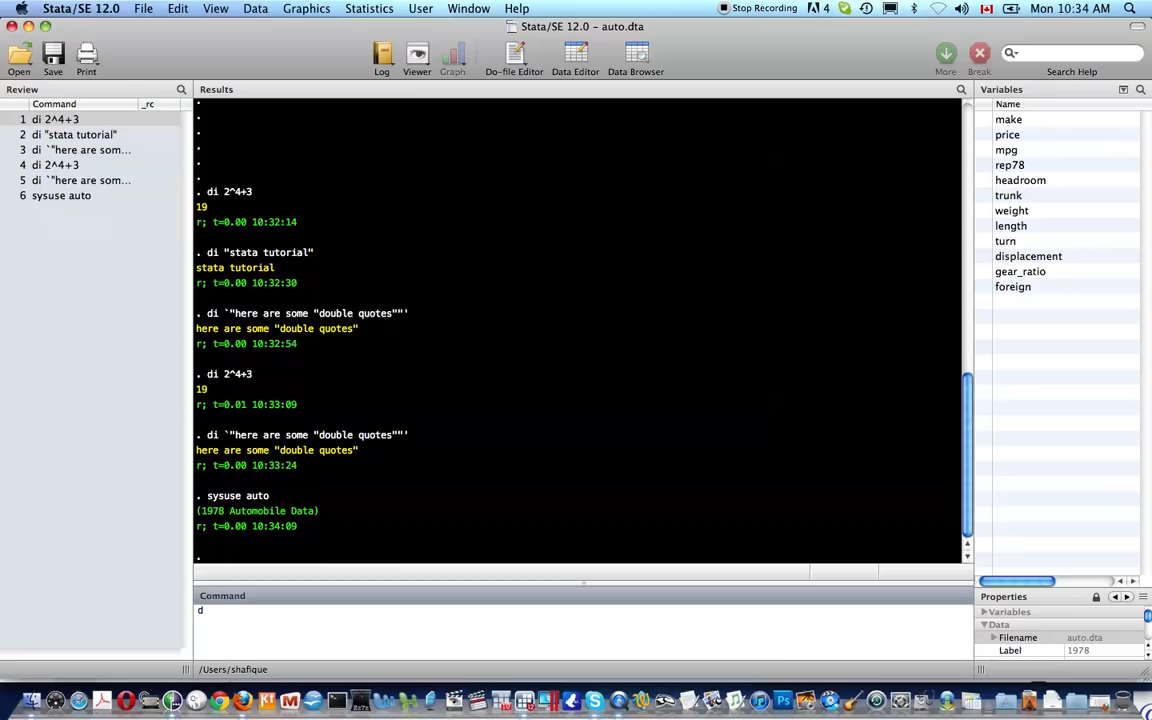 Stata/SE 12.0 File Edit View Data Graphics Statistics User Window Help Stop Recording 4 Mon 10:34 AM
Stata/SE 12.0 – auto.dta
Open Save Print Log Viewer Graph Do-file Editor Data Editor Data Browser More Break Search Help
Review
Command _rc
1 di 2^4+3
2 di "stata tutorial"
3 di `"here are som...
4 di 2^4+3
5 di `"here are som...
6 sysuse auto
Results
.
.
.
.
.
.
. di 2^4+3
19
r; t=0.00 10:32:14
. di "stata tutorial"
stata tutorial
r; t=0.00 10:32:30
. di `"here are some "double quotes""'
here are some "double quotes"
r; t=0.00 10:32:54
. di 2^4+3
19
r; t=0.01 10:33:09
. di `"here are some "double quotes""'
here are some "double quotes"
r; t=0.00 10:33:24
. sysuse auto
(1978 Automobile Data)
r; t=0.00 10:34:09
.
Command
d
/Users/shafique
Variables
Name
make
price
mpg
rep78
headroom
trunk
weight
length
turn
displacement
gear_ratio
foreign
Properties
Variables
Data
Filename auto.dta
Label 1978